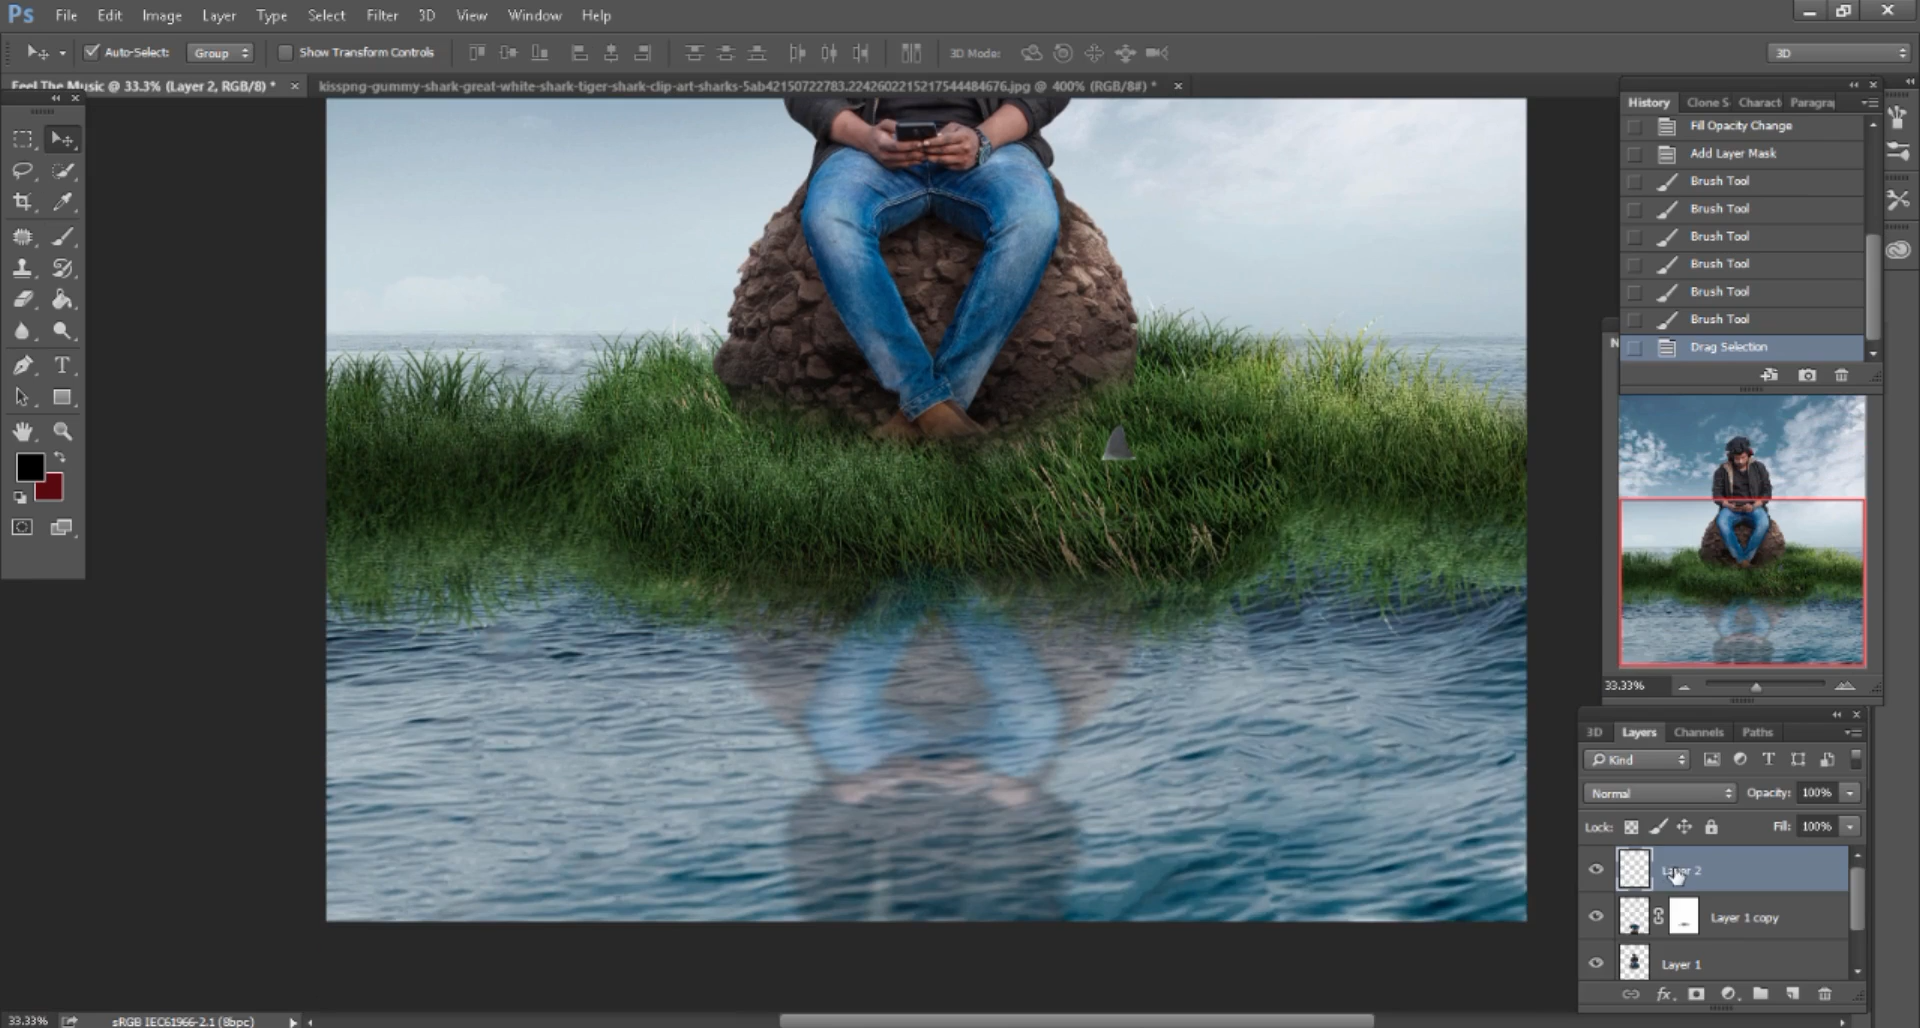 Ps File Edit Image Layer Type Select Filter 3D View Window Help
Auto-Select: Group Show Transform Controls 3D Mode: 3D
Feel The Music @ 33.3% (Layer 2, RGB/8) * × kisspng-gummy-shark-great-white-shark-tiger-shark-clip-art-sharks-5ab42150722783.2242602215217544484676.jpg @ 400% (RGB/8#) * ×
History Clone S Charact Paragra
Fill Opacity Change
Add Layer Mask
Brush Tool
Brush Tool
Brush Tool
Brush Tool
Brush Tool
Brush Tool
N
Drag Selection
33.33%
3D Layers Channels Paths
Kind T
Normal Opacity: 100%
Lock: Fill: 100%
Layer 2
Layer 1 copy
Layer 1
fx
33.33% sRGB IEC61966-2.1 (8bpc)